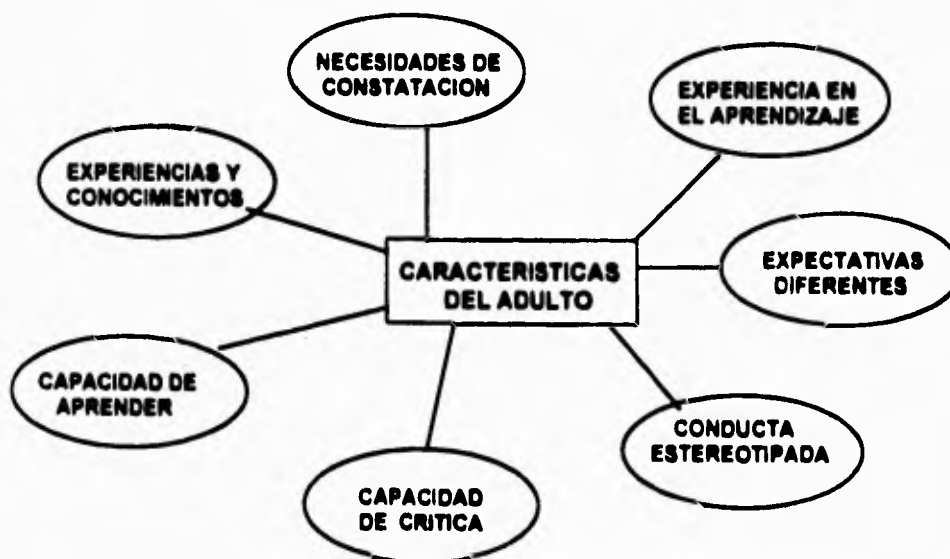 NECESIDADES DE
CONSTATACION
EXPERIENCIA EN
EL APRENDIZAJE
EXPERIENCIAS Y
CONOCIMIENTOS
CARACTERISTICAS
DEL ADULTO
EXPECTATIVAS
DIFERENTES
CAPACIDAD DE
APRENDER
CONDUCTA
ESTEREOTIPADA
CAPACIDAD
DE CRITICA